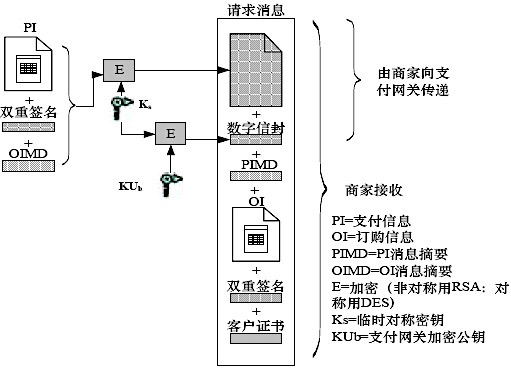 PI
+
双重签名
+
OIMD
E
Ks
E
KUb
请求消息
+
数字信封
+
PIMD
+
OI
+
双重签名
+
客户证书
由商家向支
付网关传递
商家接收
PI=支付信息
OI=订购信息
PIMD=PI消息摘要
OIMD=OI消息摘要
E=加密（非对称用RSA；对
称用DES）
Ks=临时对称密钥
KUb=支付网关加密公钥